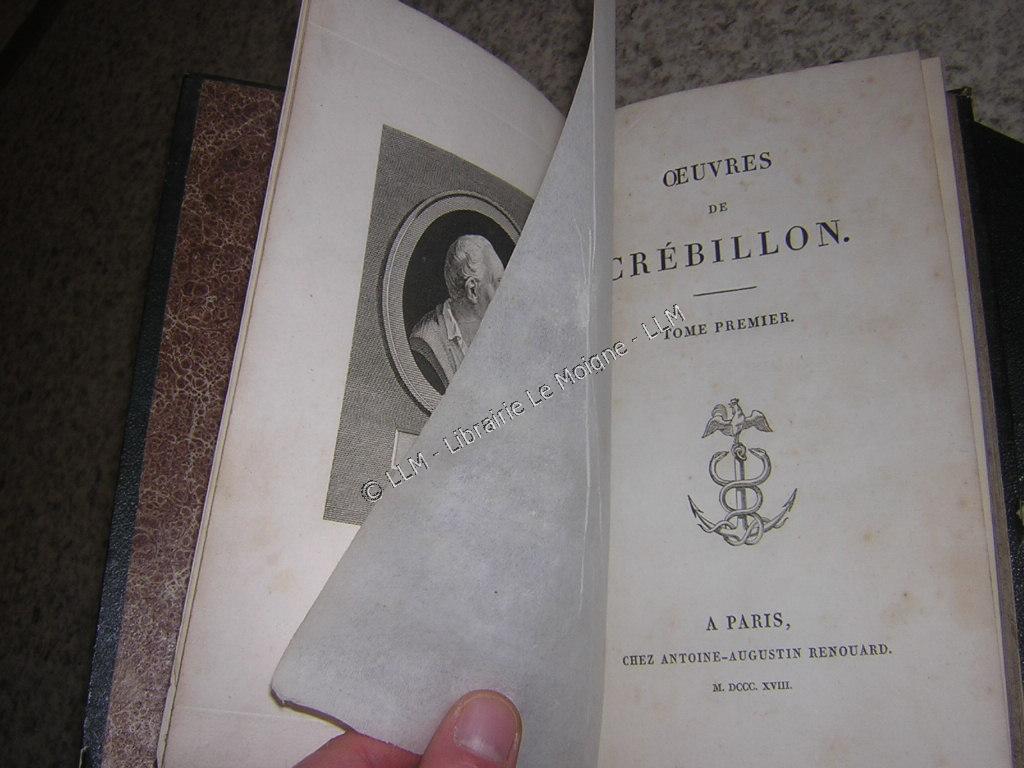 ŒUVRES
DE
CRÉBILLON.
TOME PREMIER.
© LLM - Librairie Le Moigne - LLM
A PARIS,
CHEZ ANTOINE-AUGUSTIN RENOUARD.
M. DCCC. XVIII.